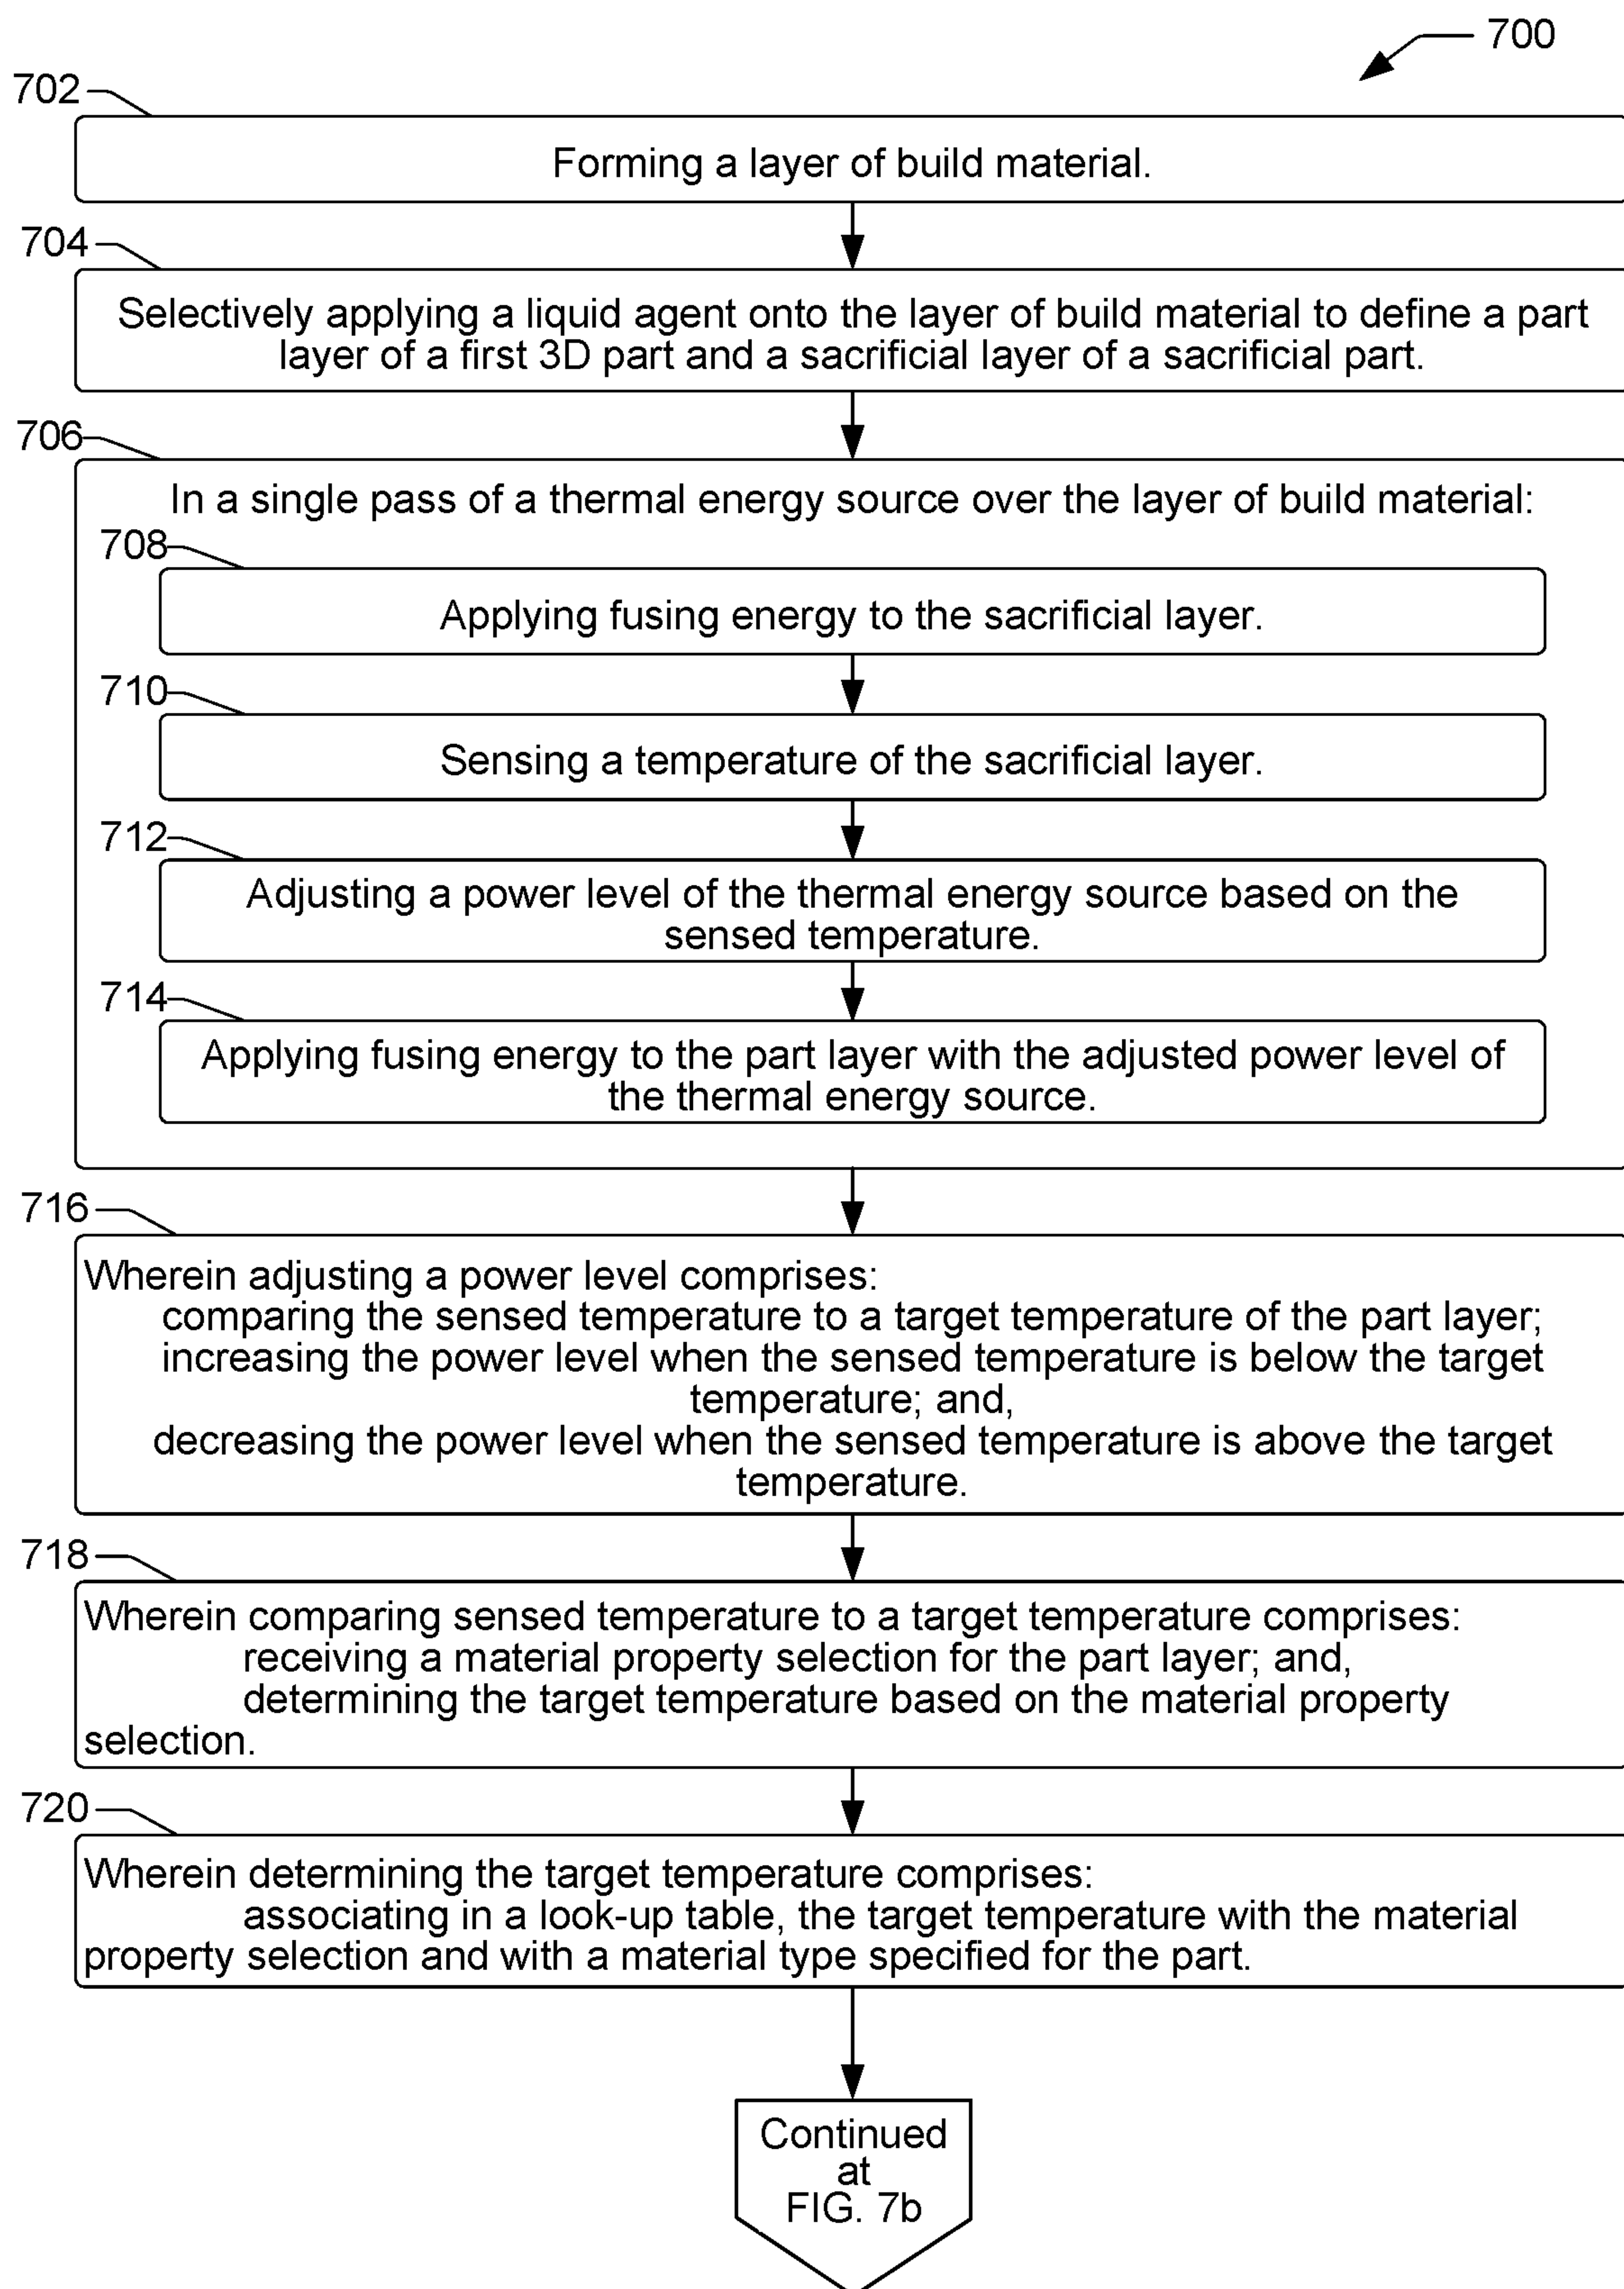 700
702
Forming a layer of build material.
704
Selectively applying a liquid agent onto the layer of build material to define a part
layer of a first 3D part and a sacrificial layer of a sacrificial part.
706
In a single pass of a thermal energy source over the layer of build material:
708
Applying fusing energy to the sacrificial layer.
710
Sensing a temperature of the sacrificial layer.
712
Adjusting a power level of the thermal energy source based on the
sensed temperature.
714
Applying fusing energy to the part layer with the adjusted power level of
the thermal energy source.
716
Wherein adjusting a power level comprises:
comparing the sensed temperature to a target temperature of the part layer;
increasing the power level when the sensed temperature is below the target
temperature; and,
decreasing the power level when the sensed temperature is above the target
temperature.
718
Wherein comparing sensed temperature to a target temperature comprises:
receiving a material property selection for the part layer; and,
determining the target temperature based on the material property
selection.
720
Wherein determining the target temperature comprises:
associating in a look-up table, the target temperature with the material
property selection and with a material type specified for the part.
Continued
at
FIG. 7b